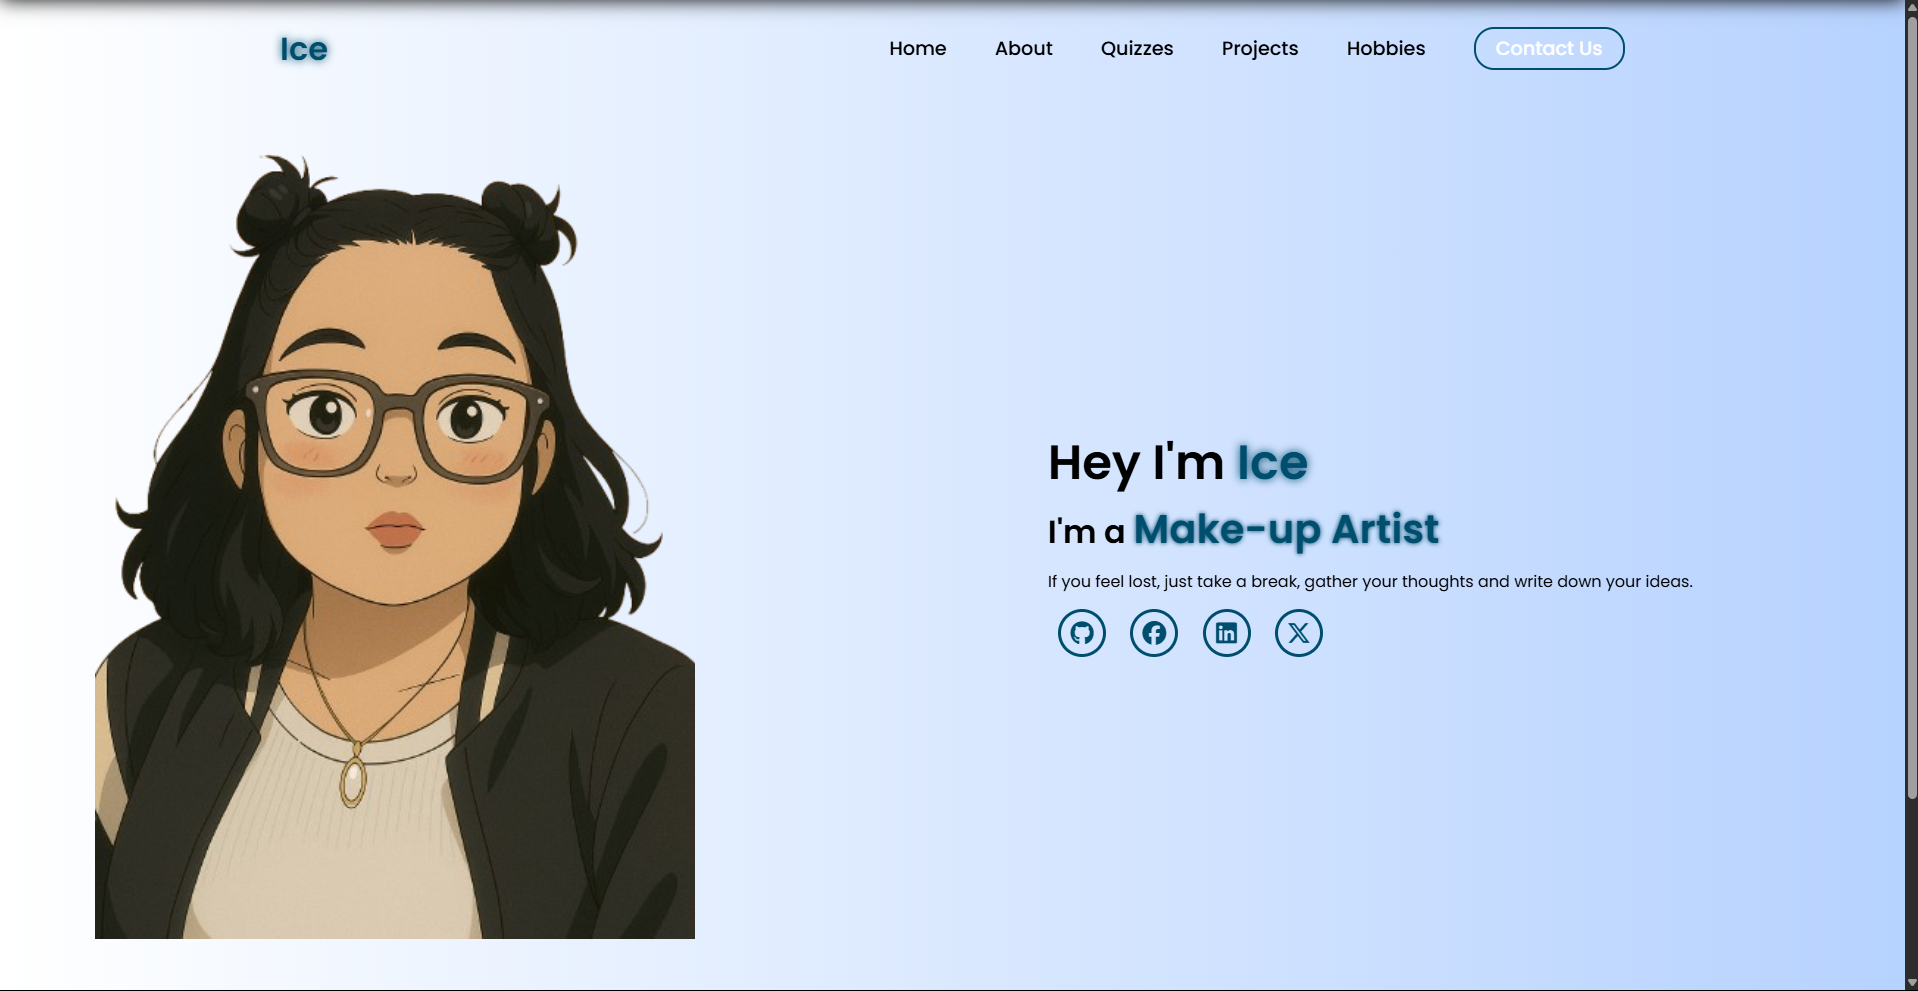 Ice
Home About Quizzes Projects Hobbies Contact Us
Hey I'm Ice
I'm a Make-up Artist
If you feel lost, just take a break, gather your thoughts and write down your ideas.